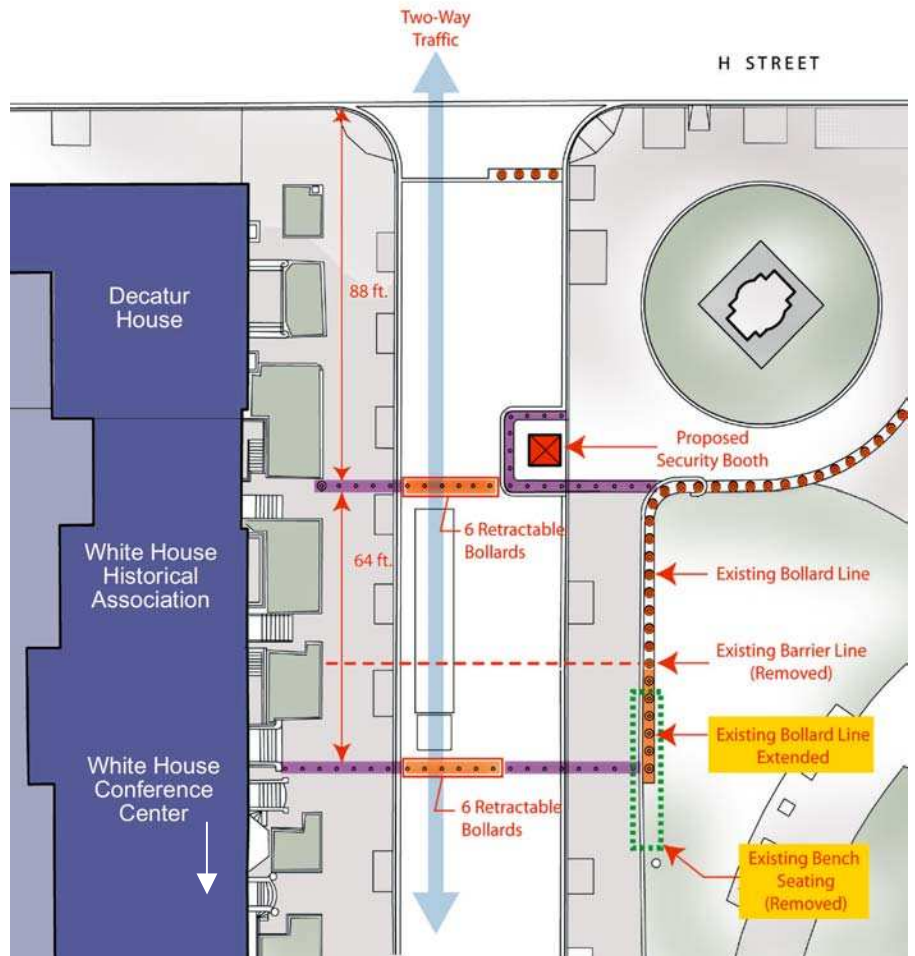 Two-Way
Traffic
H STREET
Decatur
House
88 ft.
Proposed
Security Booth
6 Retractable
Bollards
White House
Historical
Association
64 ft.
Existing Bollard Line
Existing Barrier Line
(Removed)
Existing Bollard Line
Extended
White House
Conference
Center
6 Retractable
Bollards
Existing Bench
Seating
(Removed)